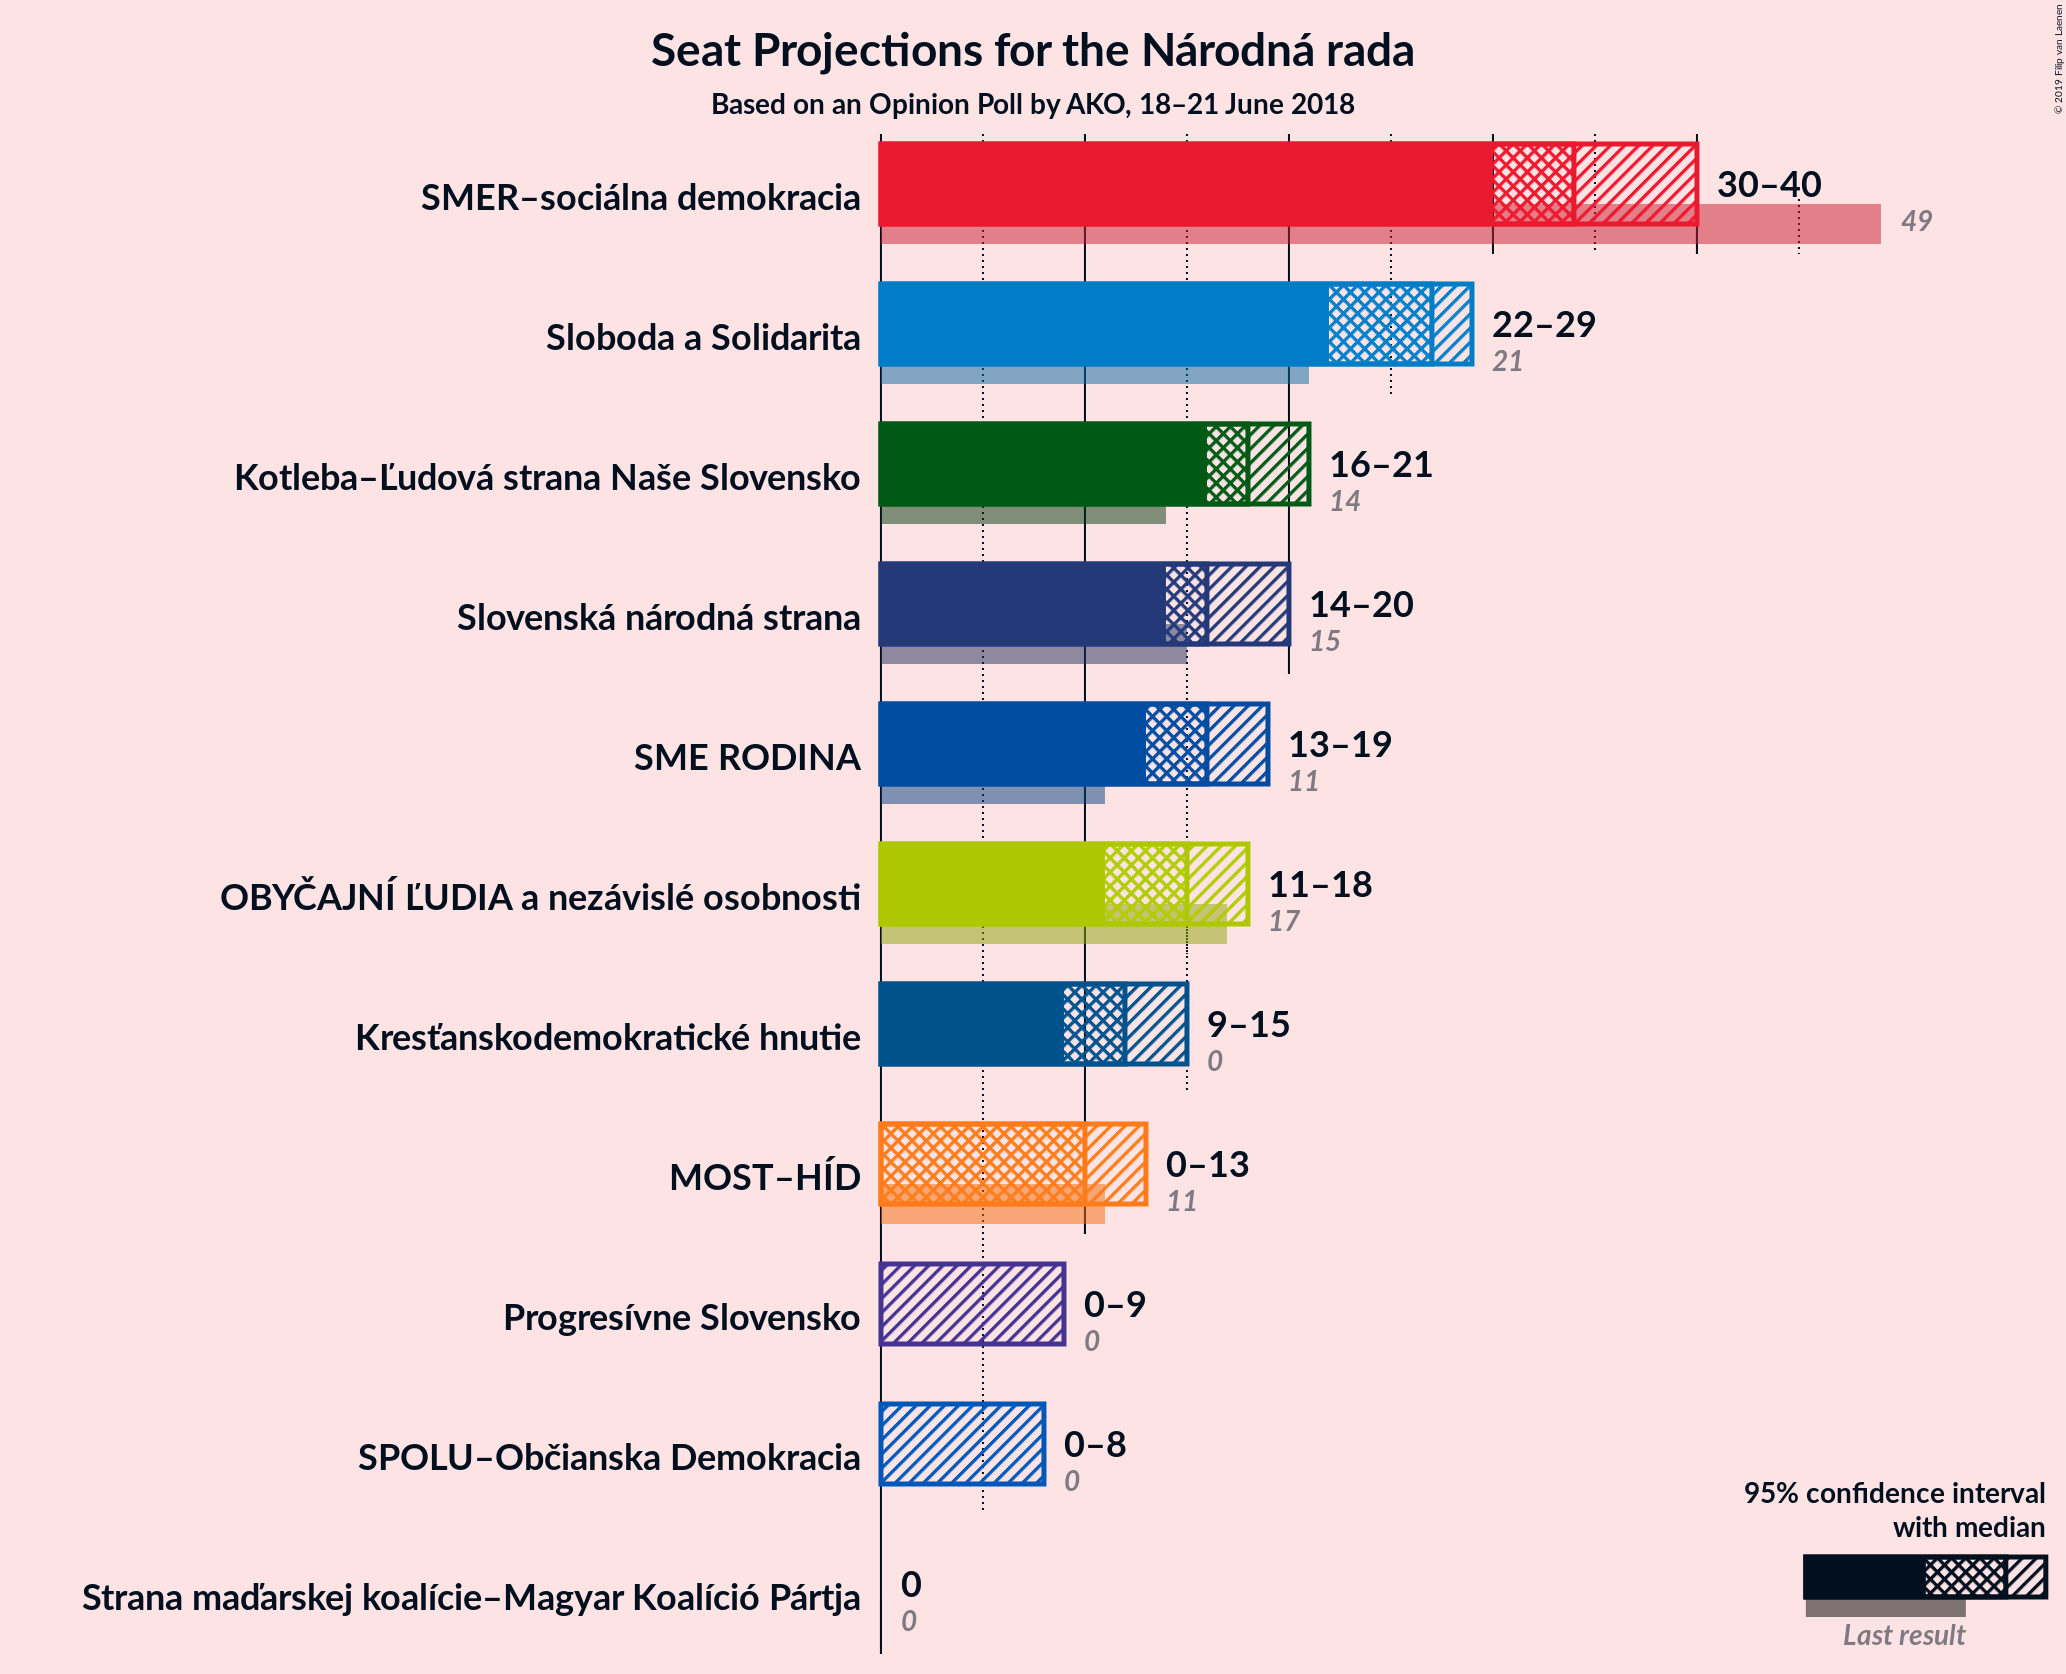 Seat Projections for the Národná rada
Based on an Opinion Poll by AKO, 18–21 June 2018
© 2019 Filip van Laenen
SMER–sociálna demokracia
30–40
49
Sloboda a Solidarita
22–29
21
Kotleba–Ľudová strana Naše Slovensko
16–21
14
Slovenská národná strana
14–20
15
SME RODINA
13–19
11
OBYČAJNÍ ĽUDIA a nezávislé osobnosti
11–18
17
Kresťanskodemokratické hnutie
9–15
0
MOST–HÍD
0–13
11
Progresívne Slovensko
0–9
0
SPOLU–Občianska Demokracia
0–8
0
Strana maďarskej koalície–Magyar Koalíció Pártja
0
0
95% confidence interval
with median
Last result